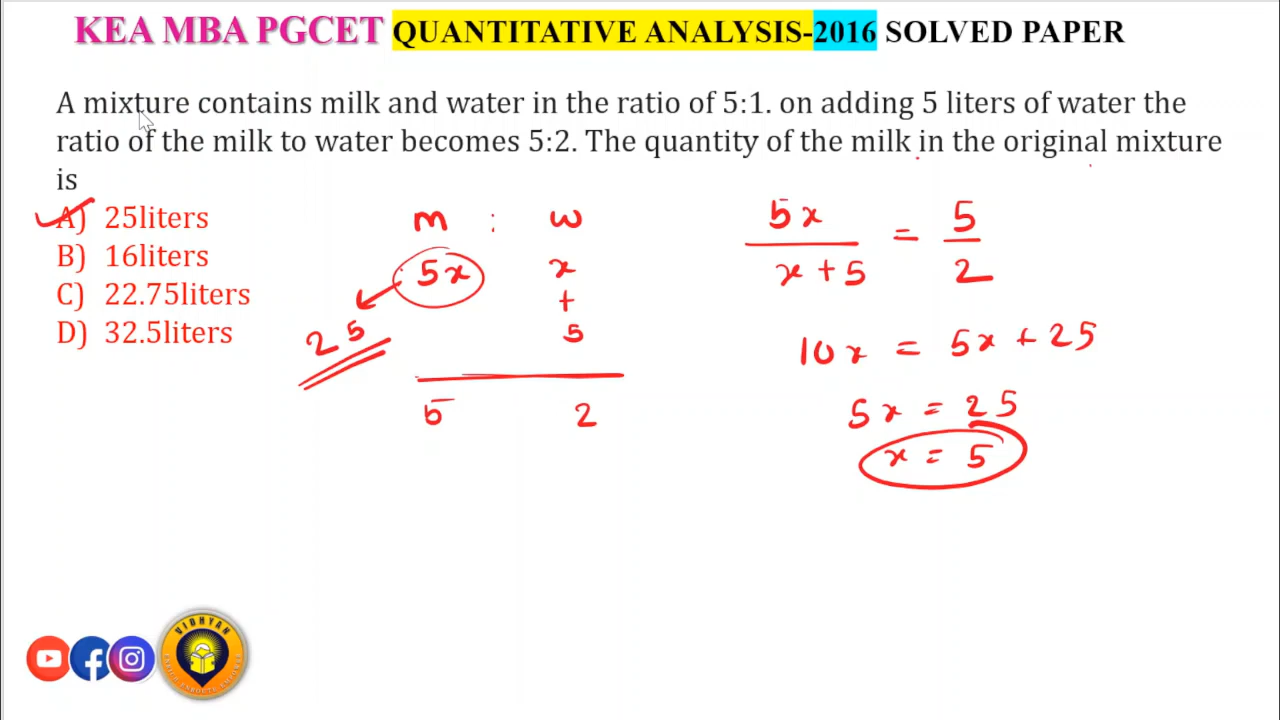 KEA MBA PGCET QUANTITATIVE ANALYSIS-2016 SOLVED PAPER
A mixture contains milk and water in the ratio of 5:1. on adding 5 liters of water the
ratio of the milk to water becomes 5:2. The quantity of the milk in the original mixture
is
A) 25liters
B) 16liters
C) 22.75liters
D) 32.5liters
m : w
5x x
+
25 5
5 2
5x / x + 5 = 5 / 2
10x = 5x + 25
5x = 25
x = 5
VIDHYAN